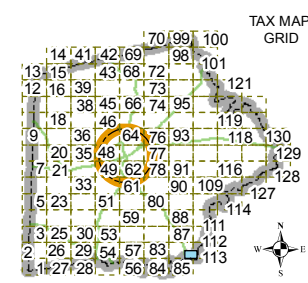 TAX MAP
GRID
70 99 100
14 41 42 69 98
101
13 15 43 68 72
12 16 39 73 121
38 45 66 74 95
18 46 119
9 36 64 76 93 118 130
20 35 48 77 129
7 21 49 62 78 91 116 128
33 61 90 109 127
5 23 51 80 114
59 88 111
3 25 30 53 87 112
2 26 29 54 57 83 113
1 27 28 56 84 85
N
W E
S